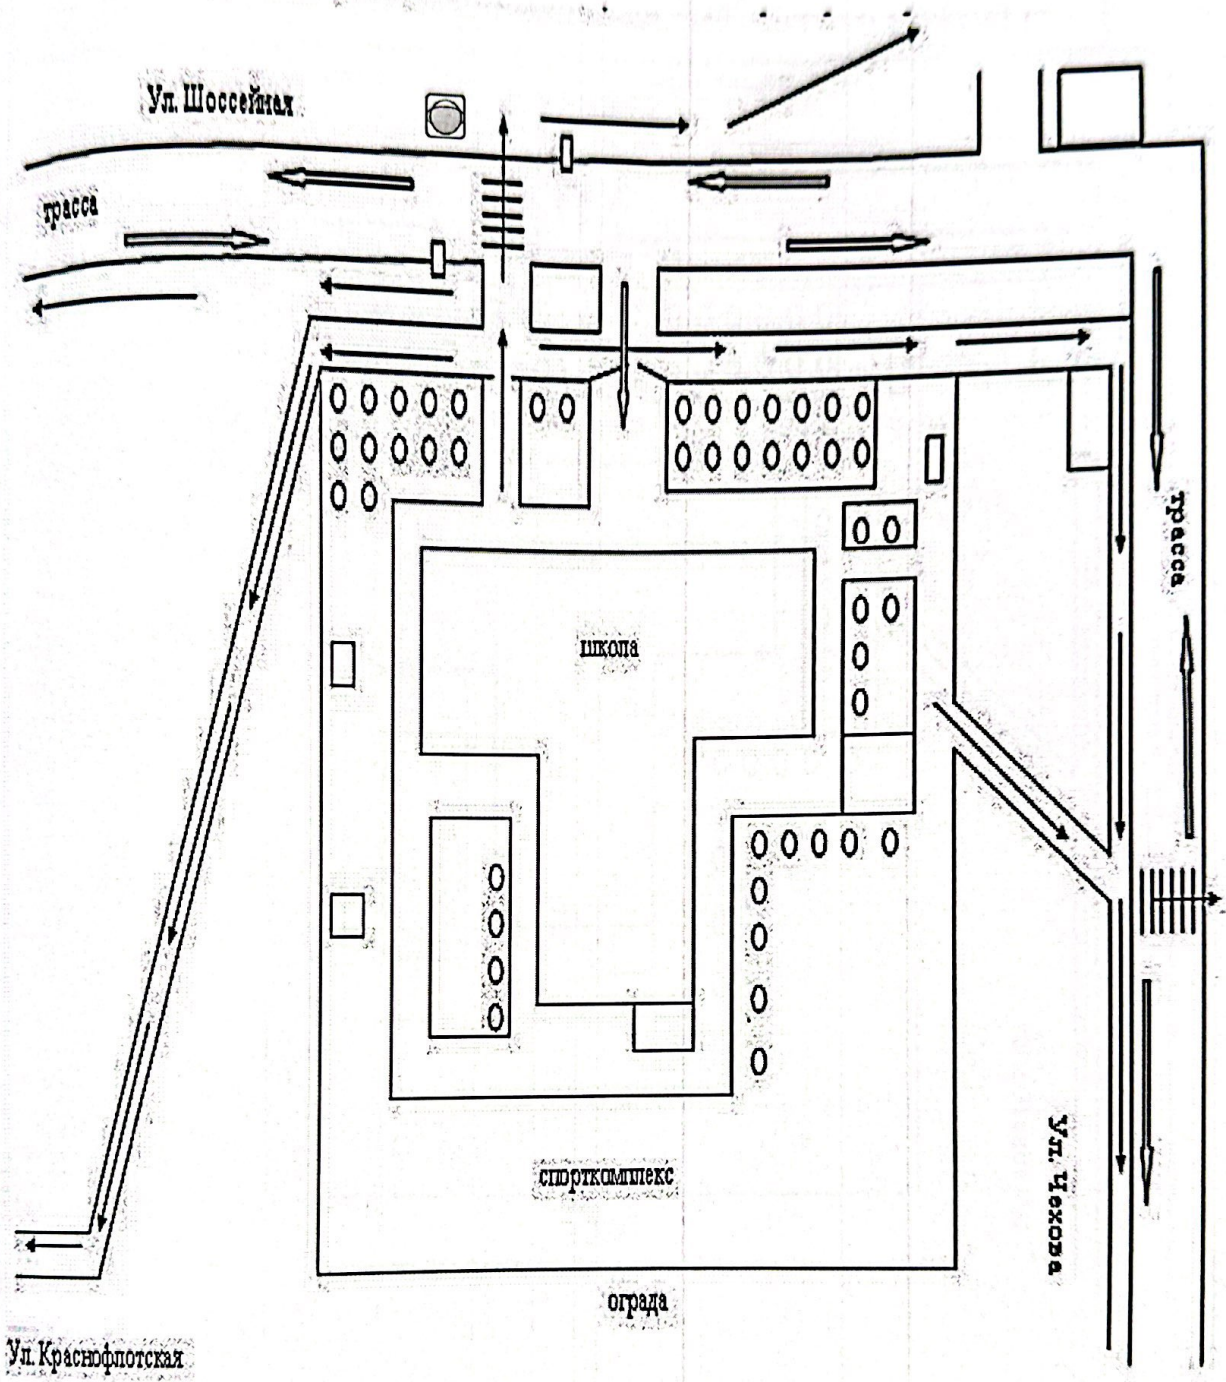 Ул. Шоссейная
трасса
трасса
школа
спорткомплекс
Ул. Чехова
ограда
Ул. Краснофлотская